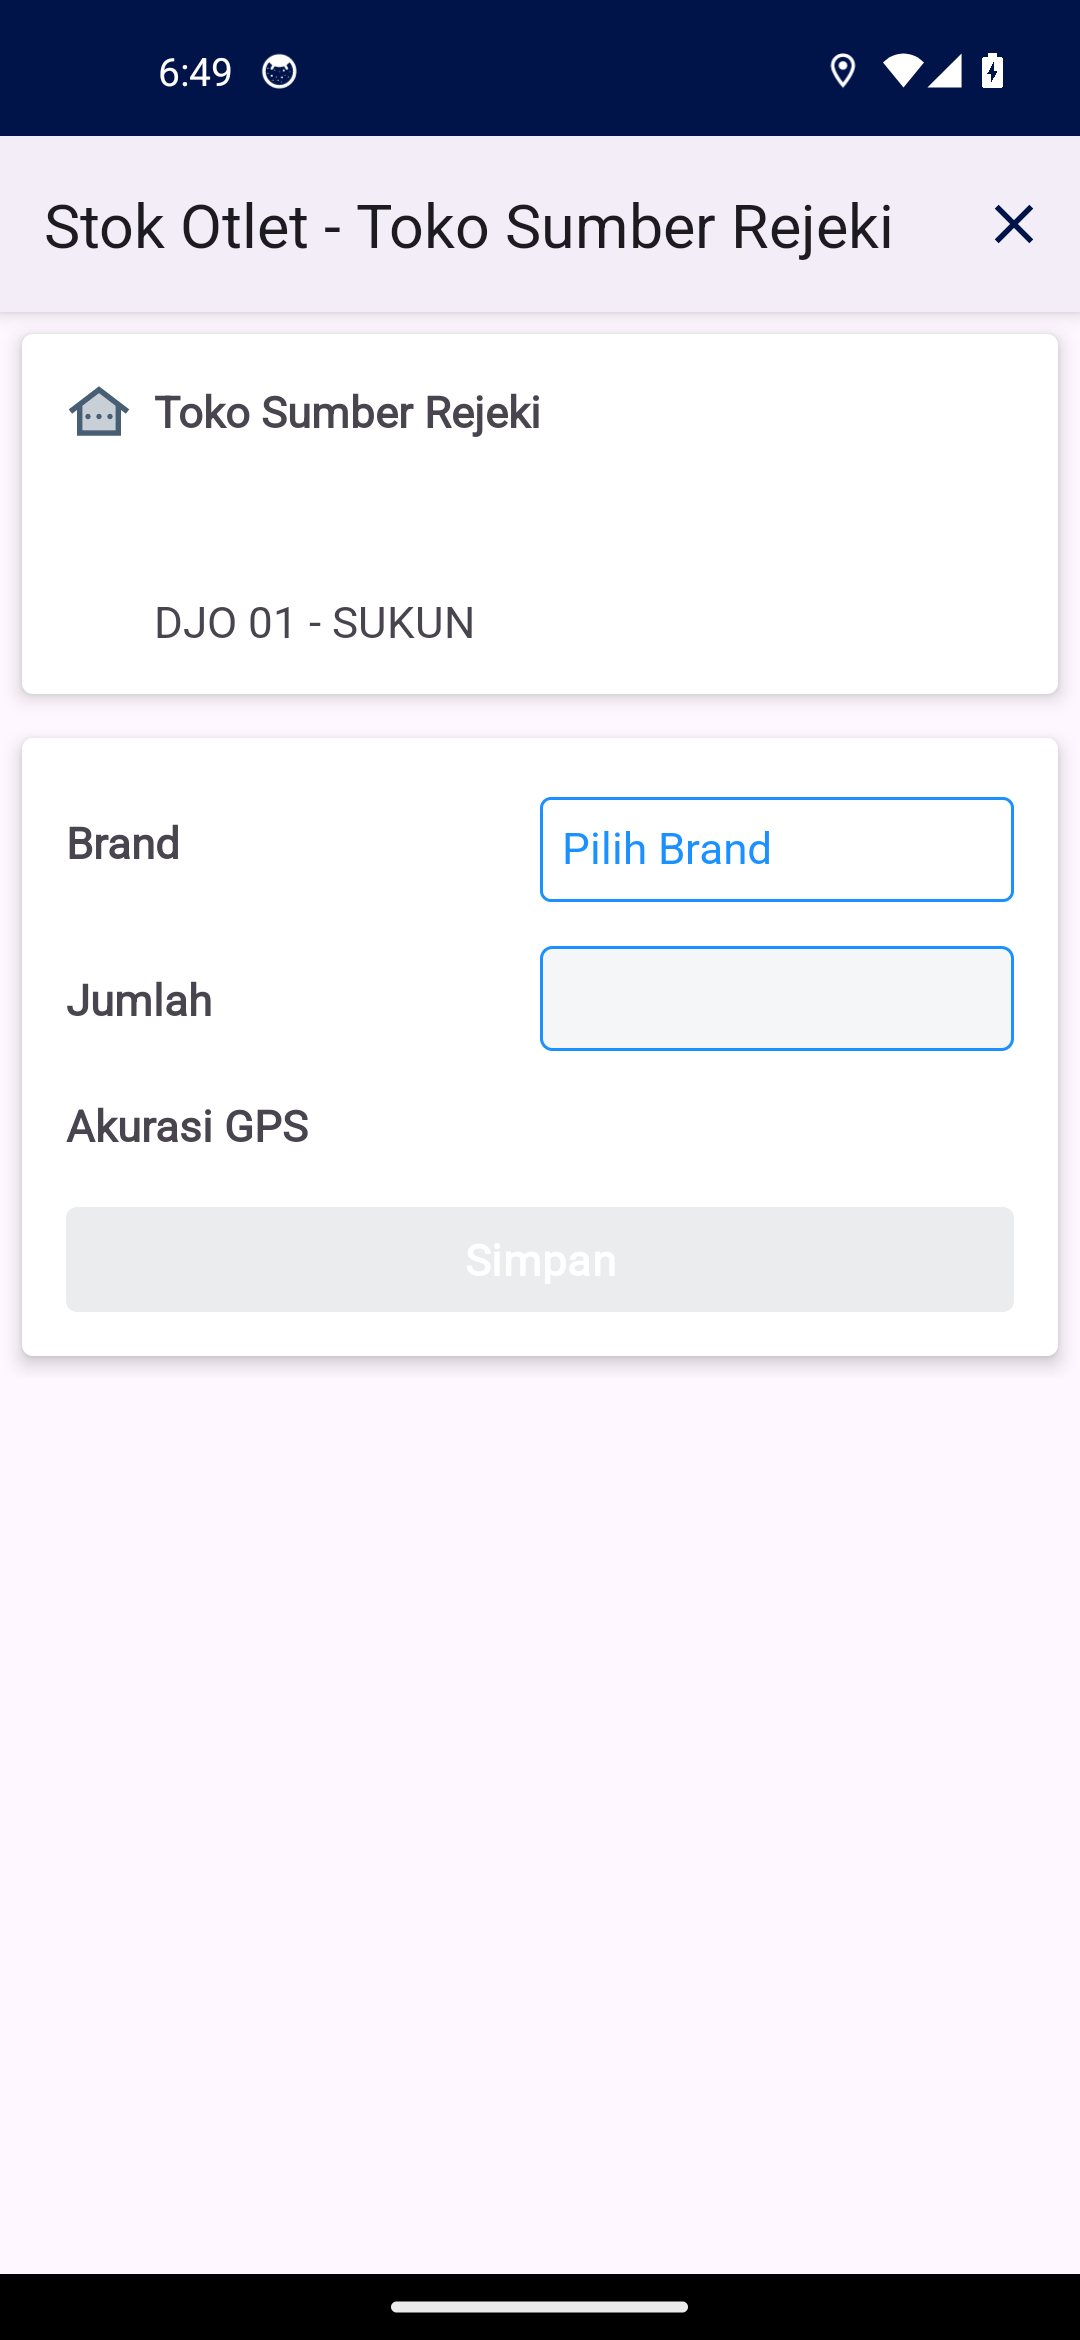 6:49
Stok Otlet - Toko Sumber Rejeki
Toko Sumber Rejeki
DJO 01 - SUKUN
Brand
Pilih Brand
Jumlah
Akurasi GPS
Simpan